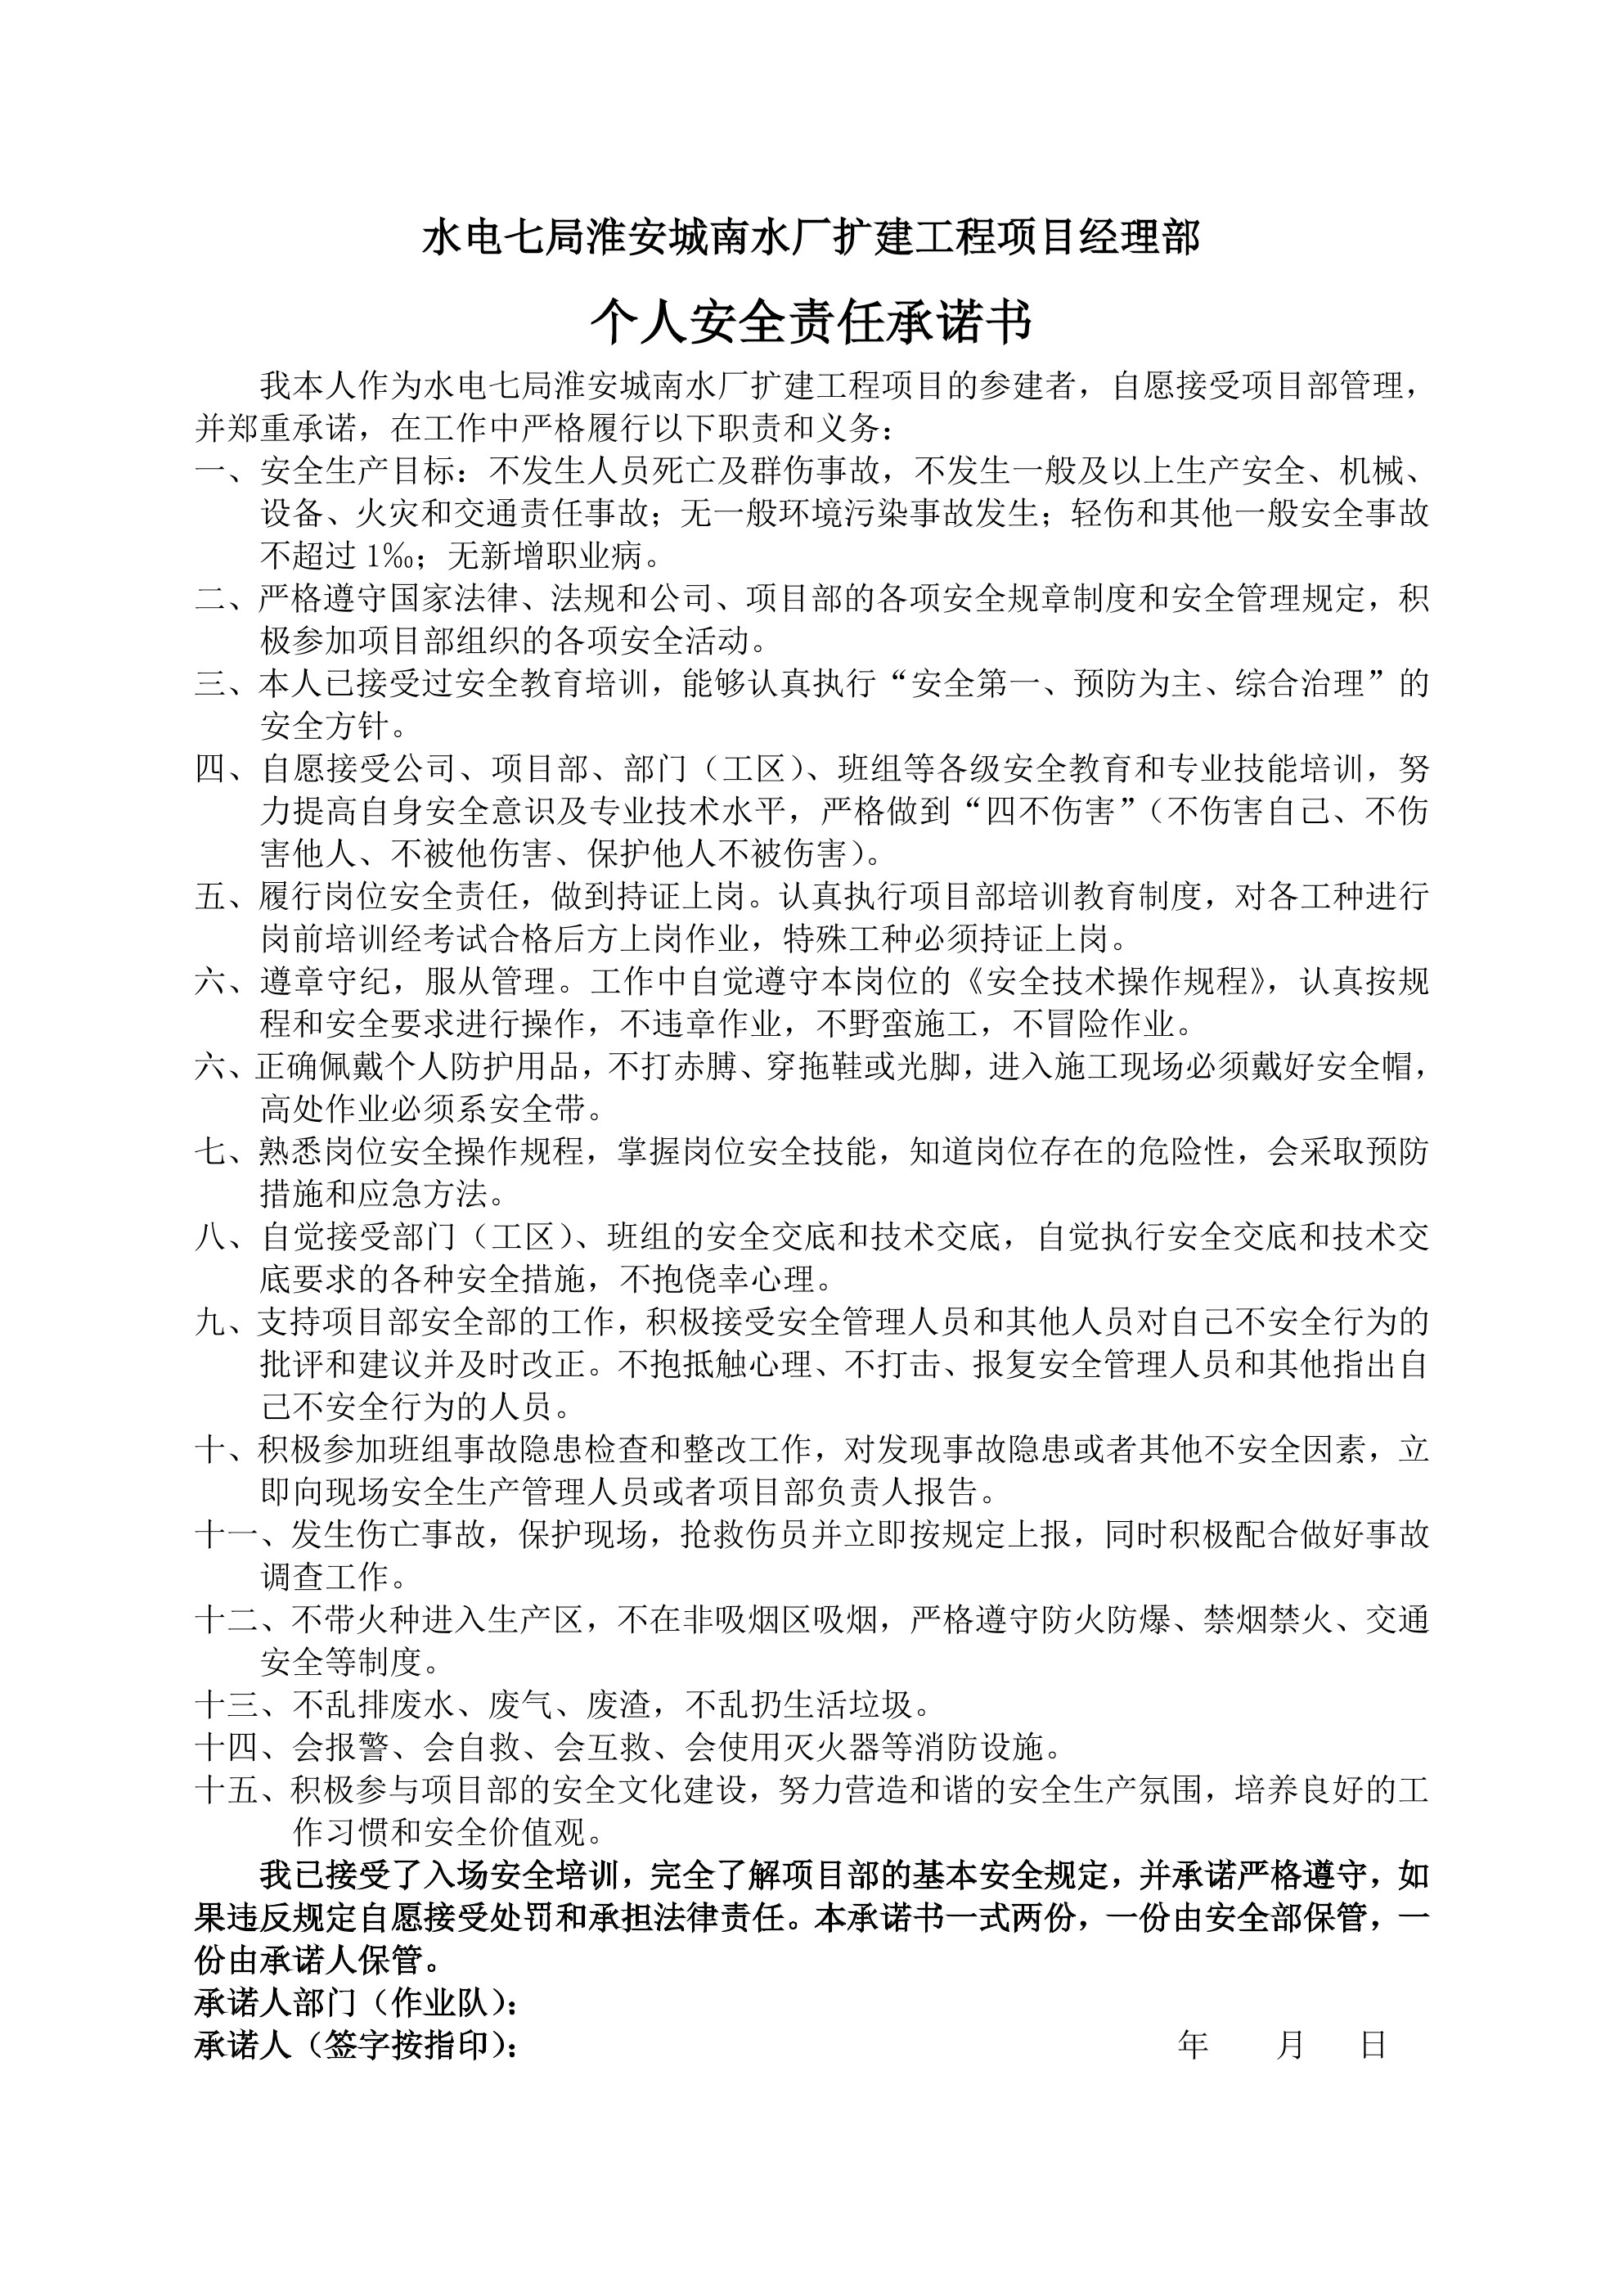 水电七局淮安城南水厂扩建工程项目经理部
个人安全责任承诺书
我本人作为水电七局淮安城南水厂扩建工程项目的参建者，自愿接受项目部管理，
并郑重承诺，在工作中严格履行以下职责和义务：
一、安全生产目标：不发生人员死亡及群伤事故，不发生一般及以上生产安全、机械、
设备、火灾和交通责任事故；无一般环境污染事故发生；轻伤和其他一般安全事故
不超过1‰；无新增职业病。
二、严格遵守国家法律、法规和公司、项目部的各项安全规章制度和安全管理规定，积
极参加项目部组织的各项安全活动。
三、本人已接受过安全教育培训，能够认真执行“安全第一、预防为主、综合治理”的
安全方针。
四、自愿接受公司、项目部、部门（工区）、班组等各级安全教育和专业技能培训，努
力提高自身安全意识及专业技术水平，严格做到“四不伤害”（不伤害自己、不伤
害他人、不被他伤害、保护他人不被伤害）。
五、履行岗位安全责任，做到持证上岗。认真执行项目部培训教育制度，对各工种进行
岗前培训经考试合格后方上岗作业，特殊工种必须持证上岗。
六、遵章守纪，服从管理。工作中自觉遵守本岗位的《安全技术操作规程》，认真按规
程和安全要求进行操作，不违章作业，不野蛮施工，不冒险作业。
六、正确佩戴个人防护用品，不打赤膊、穿拖鞋或光脚，进入施工现场必须戴好安全帽，
高处作业必须系安全带。
七、熟悉岗位安全操作规程，掌握岗位安全技能，知道岗位存在的危险性，会采取预防
措施和应急方法。
八、自觉接受部门（工区）、班组的安全交底和技术交底，自觉执行安全交底和技术交
底要求的各种安全措施，不抱侥幸心理。
九、支持项目部安全部的工作，积极接受安全管理人员和其他人员对自己不安全行为的
批评和建议并及时改正。不抱抵触心理、不打击、报复安全管理人员和其他指出自
己不安全行为的人员。
十、积极参加班组事故隐患检查和整改工作，对发现事故隐患或者其他不安全因素，立
即向现场安全生产管理人员或者项目部负责人报告。
十一、发生伤亡事故，保护现场，抢救伤员并立即按规定上报，同时积极配合做好事故
调查工作。
十二、不带火种进入生产区，不在非吸烟区吸烟，严格遵守防火防爆、禁烟禁火、交通
安全等制度。
十三、不乱排废水、废气、废渣，不乱扔生活垃圾。
十四、会报警、会自救、会互救、会使用灭火器等消防设施。
十五、积极参与项目部的安全文化建设，努力营造和谐的安全生产氛围，培养良好的工
作习惯和安全价值观。
我已接受了入场安全培训，完全了解项目部的基本安全规定，并承诺严格遵守，如
果违反规定自愿接受处罚和承担法律责任。本承诺书一式两份，一份由安全部保管，一
份由承诺人保管。
承诺人部门（作业队）：
承诺人（签字按指印）： 年 月 日